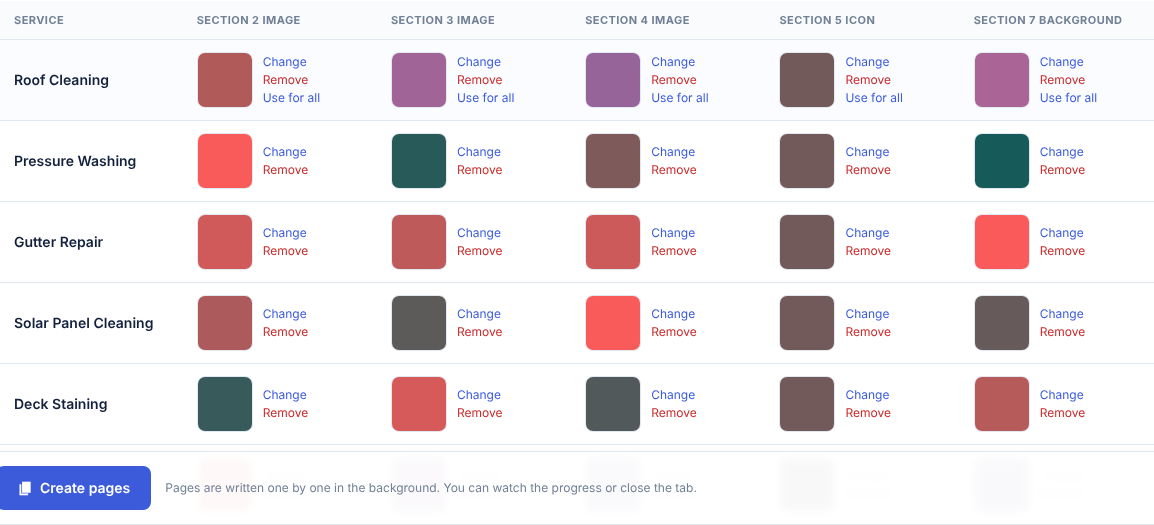 SERVICE SECTION 2 IMAGE SECTION 3 IMAGE SECTION 4 IMAGE SECTION 5 ICON SECTION 7 BACKGROUND
Roof Cleaning
Change Change Change Change Change
Remove Remove Remove Remove Remove
Use for all Use for all Use for all Use for all Use for all
Pressure Washing
Change Change Change Change Change
Remove Remove Remove Remove Remove
Gutter Repair
Change Change Change Change Change
Remove Remove Remove Remove Remove
Solar Panel Cleaning
Change Change Change Change Change
Remove Remove Remove Remove Remove
Deck Staining
Change Change Change Change Change
Remove Remove Remove Remove Remove
Create pages
Pages are written one by one in the background. You can watch the progress or close the tab.